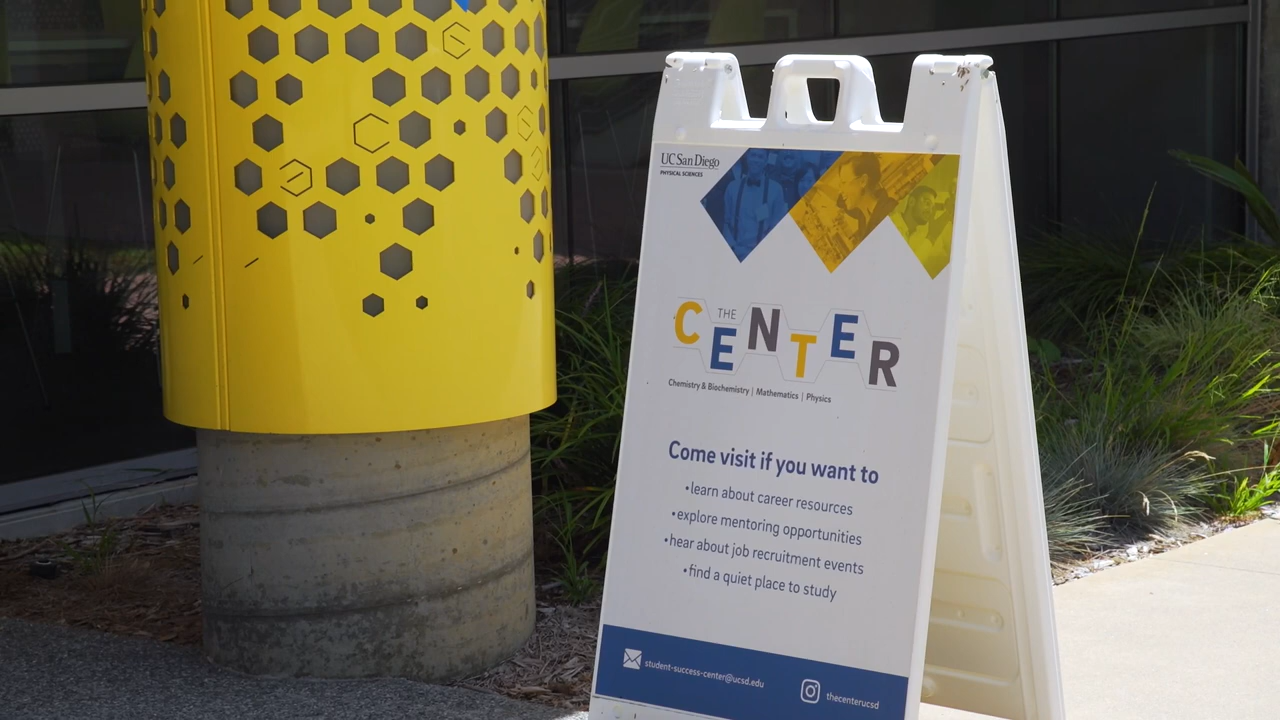 UC San Diego
PHYSICAL SCIENCES
THE
CENTER
Chemistry & Biochemistry | Mathematics | Physics
Come visit if you want to
•learn about career resources
•explore mentoring opportunities
•hear about job recruitment events
•find a quiet place to study
student-success-center@ucsd.edu
thecenterucsd